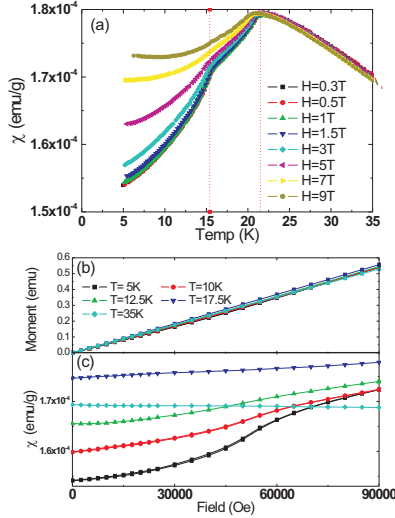 (a)
1.8x10⁻⁴
1.7x10⁻⁴
1.6x10⁻⁴
1.5x10⁻⁴
χ (emu/g)
H=0.3T
H=0.5T
H=1T
H=1.5T
H=3T
H=5T
H=7T
H=9T
0 5 10 15 20 25 30 35
Temp (K)
(b)
0.6
0.5
0.4
0.3
0.2
0.1
0.0
Moment (emu)
T= 5K T=10K
T=12.5K T=17.5K
T=35K
(c)
1.7x10⁻⁴
1.6x10⁻⁴
χ (emu/g)
0 30000 60000 90000
Field (Oe)